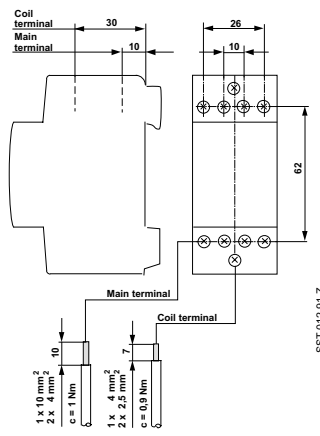 Coil
terminal
Main
terminal
30
10
26
10
62
Main terminal
Coil terminal
10
1 x 10 mm²
2 x 4 mm²
c = 1 Nm
7
1 x 4 mm²
2 x 2,5 mm²
c = 0,9 Nm